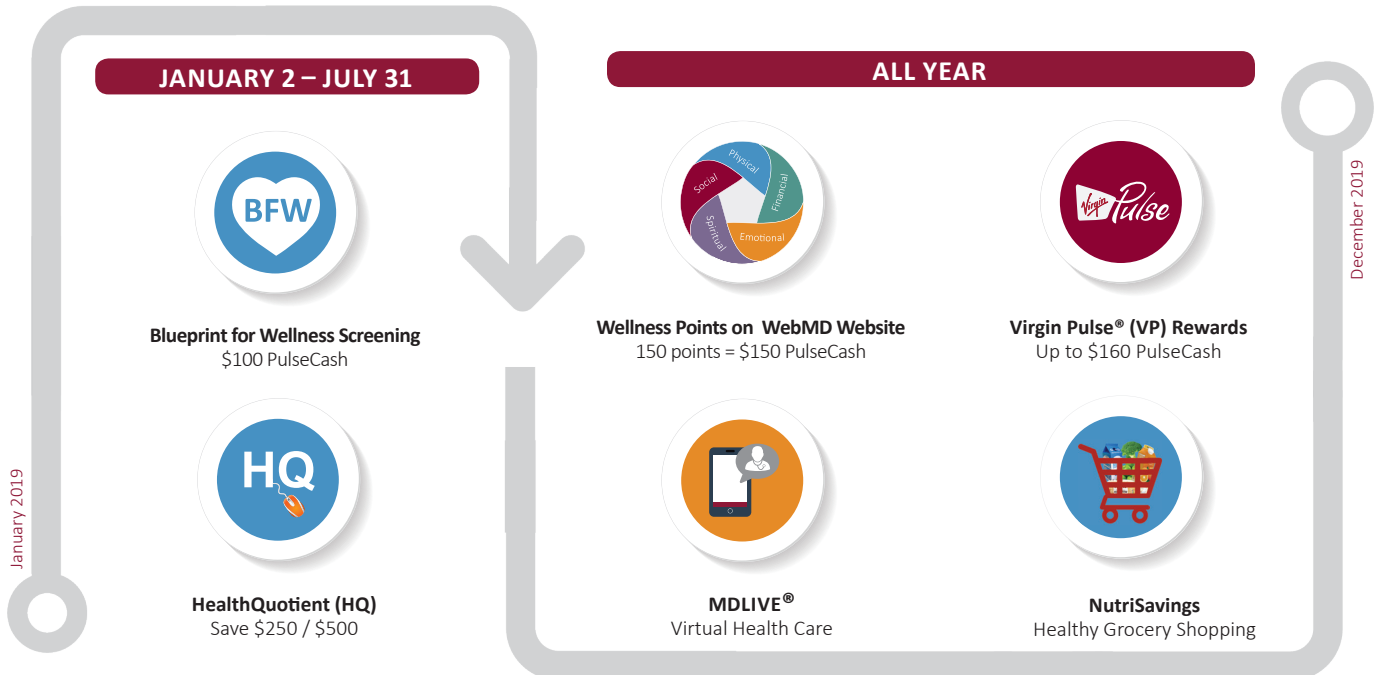 January 2019
JANUARY 2 – JULY 31
BFW
Blueprint for Wellness Screening
$100 PulseCash
HQ
HealthQuotient (HQ)
Save $250 / $500
ALL YEAR
Physical
Financial
Emotional
Spiritual
Social
Wellness Points on WebMD Website
150 points = $150 PulseCash
Virgin Pulse
Virgin Pulse® (VP) Rewards
Up to $160 PulseCash
MDLIVE®
Virtual Health Care
NutriSavings
Healthy Grocery Shopping
December 2019